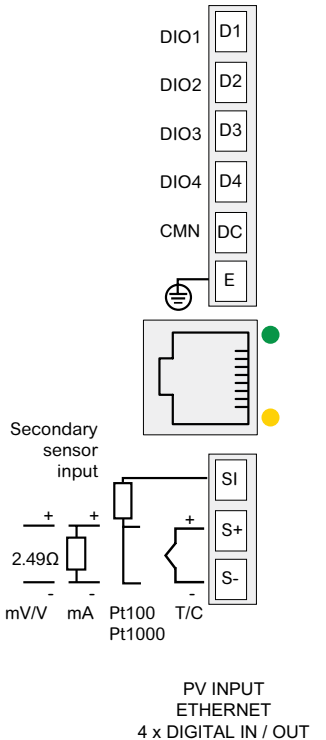 DIO1 D1
DIO2 D2
DIO3 D3
DIO4 D4
CMN DC
E
Secondary
sensor
input
SI
+ + + S+
2.49Ω
- - - S-
mV/V mA Pt100 T/C
Pt1000
PV INPUT
ETHERNET
4 x DIGITAL IN / OUT